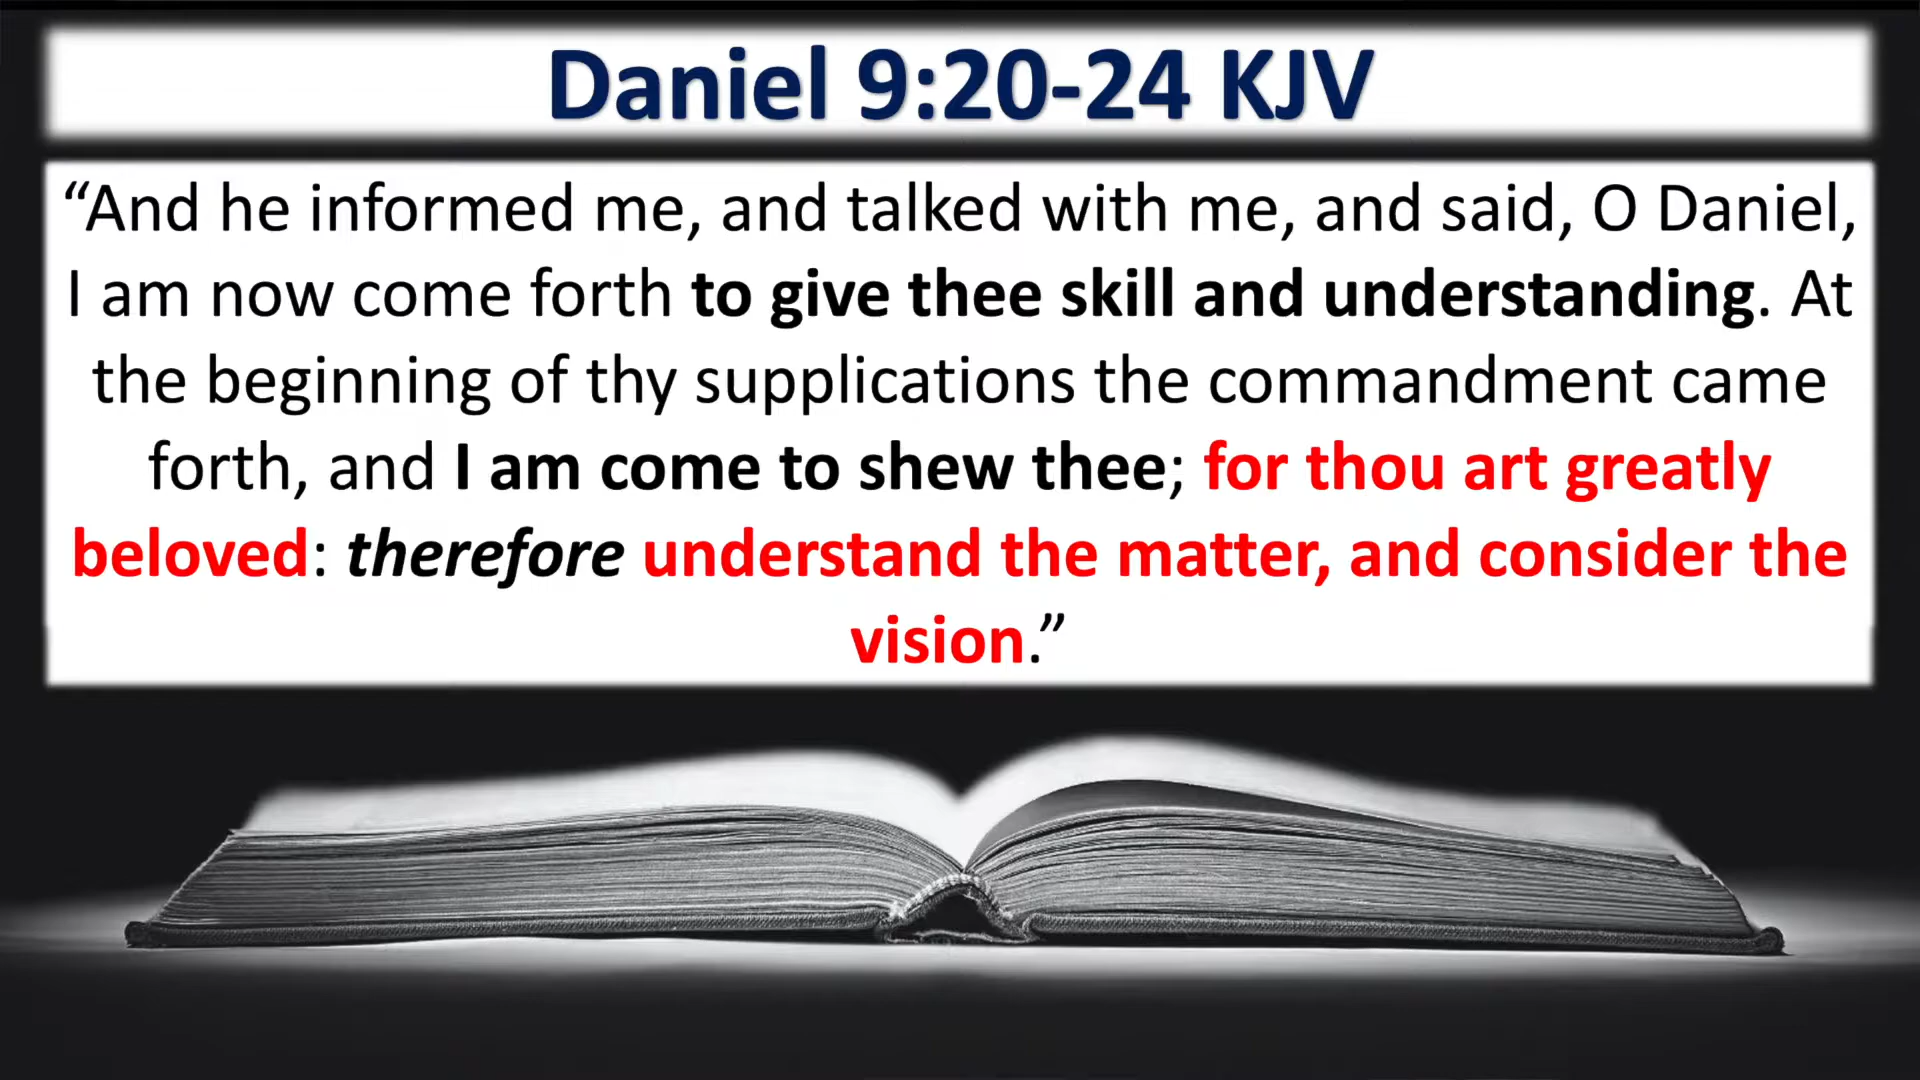 Daniel 9:20-24 KJV
“And he informed me, and talked with me, and said, O Daniel,
I am now come forth to give thee skill and understanding. At
the beginning of thy supplications the commandment came
forth, and I am come to shew thee; for thou art greatly
beloved: therefore understand the matter, and consider the
vision.”